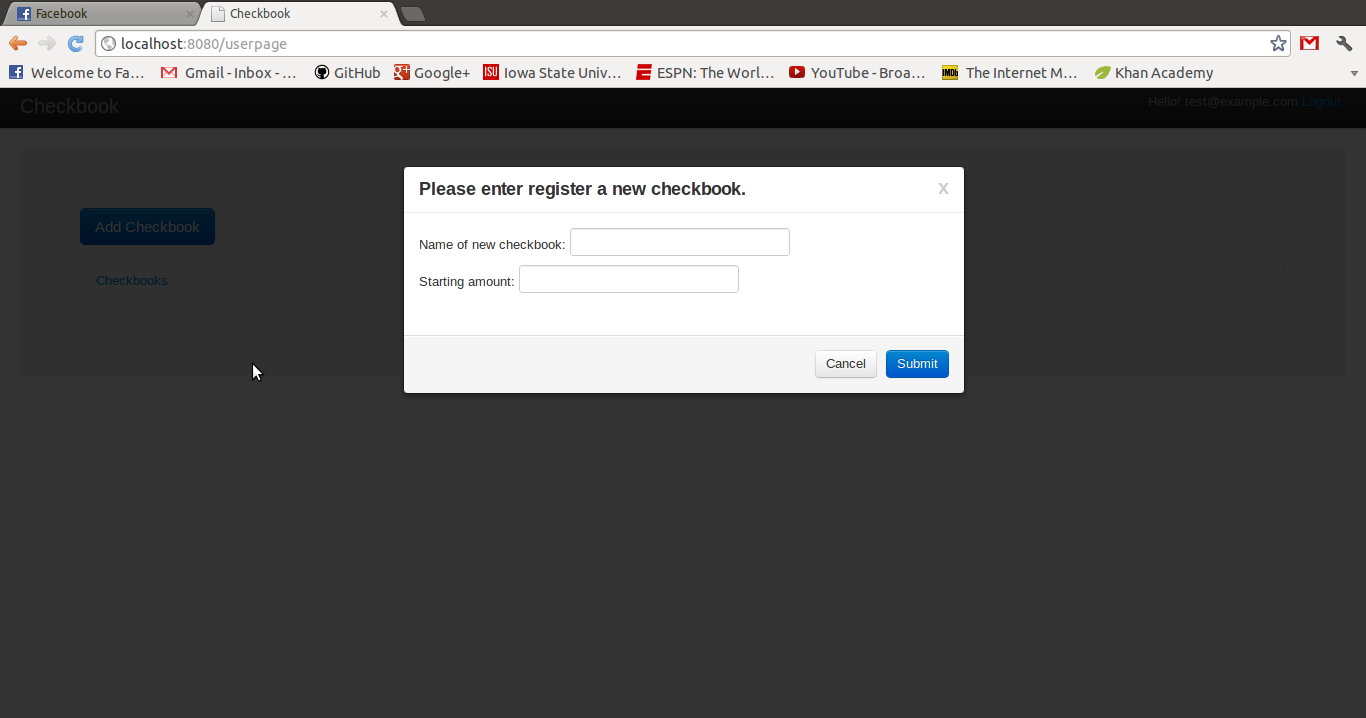 Facebook
Checkbook
localhost:8080/userpage
Welcome to Fa... Gmail - Inbox - ... GitHub Google+ ISU Iowa State Univ... ESPN: The Worl... YouTube - Broa... IMDb The Internet M... Khan Academy
Checkbook
Hello! test@example.com Logout
Please enter register a new checkbook. x
Add Checkbook
Name of new checkbook:
Checkbooks
Starting amount:
Cancel Submit